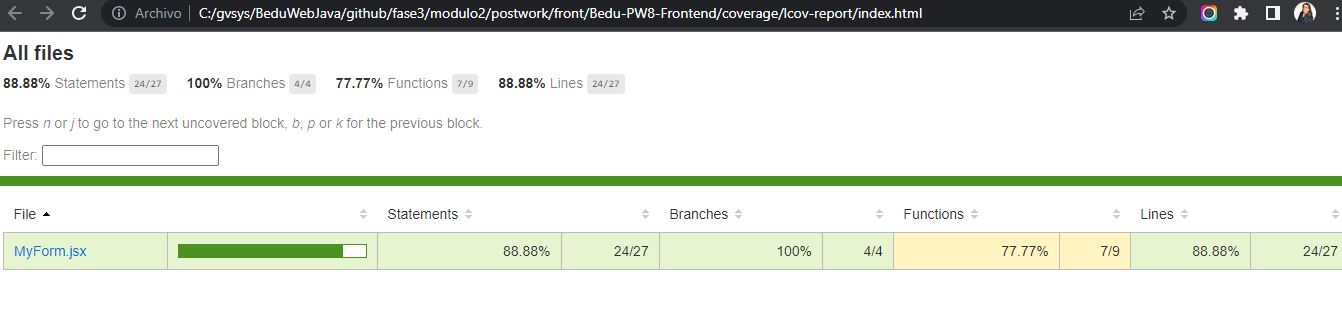 Archivo C:/gvsys/BeduWebJava/github/fase3/modulo2/postwork/front/Bedu-PW8-Frontend/coverage/lcov-report/index.html
All files
88.88% Statements 24/27 100% Branches 4/4 77.77% Functions 7/9 88.88% Lines 24/27
Press n or j to go to the next uncovered block, b, p or k for the previous block.
Filter:
File Statements Branches Functions Lines
MyForm.jsx 88.88% 24/27 100% 4/4 77.77% 7/9 88.88% 24/27